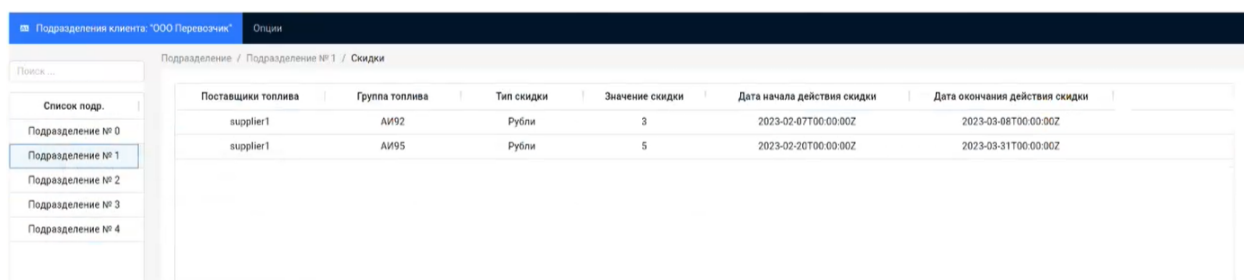 Подразделения клиента: "ООО Перевозчик" Опции
Подразделение / Подразделение № 1 / Скидки
Поиск ...
Список подр.
Подразделение № 0
Подразделение № 1
Подразделение № 2
Подразделение № 3
Подразделение № 4
Поставщики топлива Группа топлива Тип скидки Значение скидки Дата начала действия скидки Дата окончания действия скидки
supplier1 АИ92 Рубли 3 2023-02-07T00:00:00Z 2023-03-08T00:00:00Z
supplier1 АИ95 Рубли 5 2023-02-20T00:00:00Z 2023-03-31T00:00:00Z